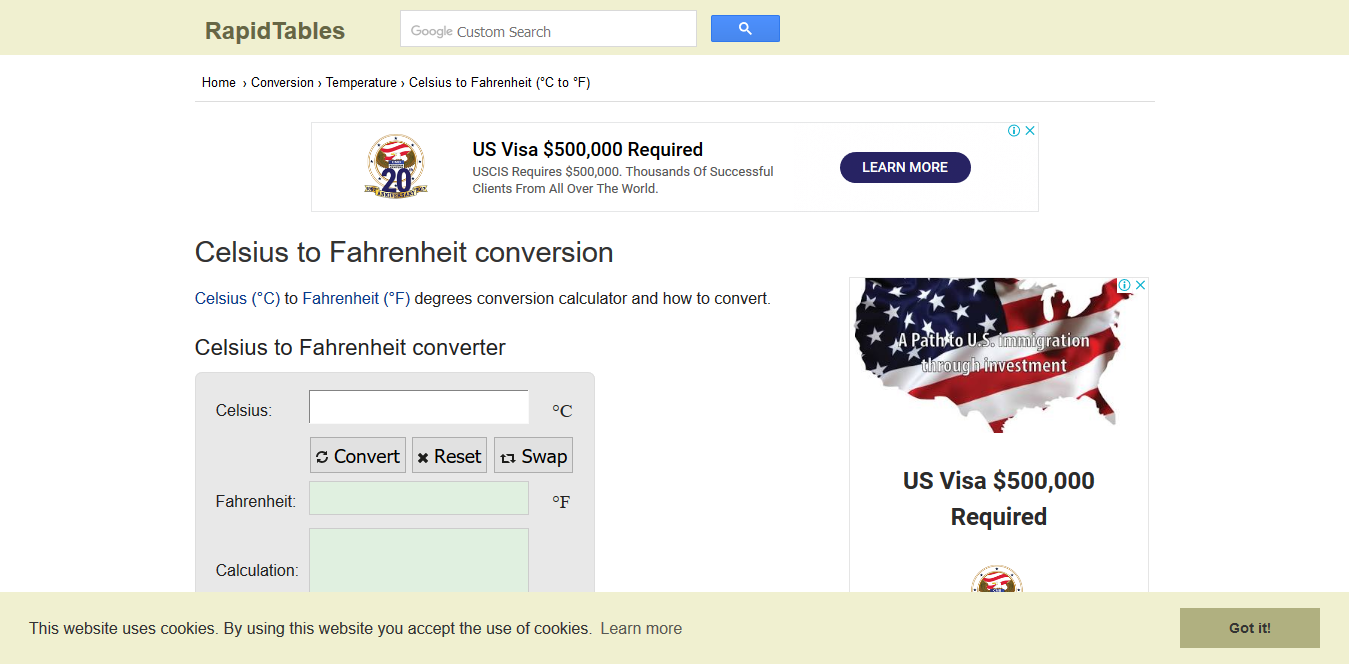 RapidTables
Google Custom Search
Home › Conversion › Temperature › Celsius to Fahrenheit (°C to °F)
20
ANNIVERSARY
US Visa $500,000 Required
USCIS Requires $500,000. Thousands Of Successful
Clients From All Over The World.
LEARN MORE
Celsius to Fahrenheit conversion
Celsius (°C) to Fahrenheit (°F) degrees conversion calculator and how to convert.
Celsius to Fahrenheit converter
Celsius:
°C
Convert
Reset
Swap
Fahrenheit:
°F
Calculation:
A Path to U.S. immigration
through investment
US Visa $500,000
Required
This website uses cookies. By using this website you accept the use of cookies. Learn more
Got it!